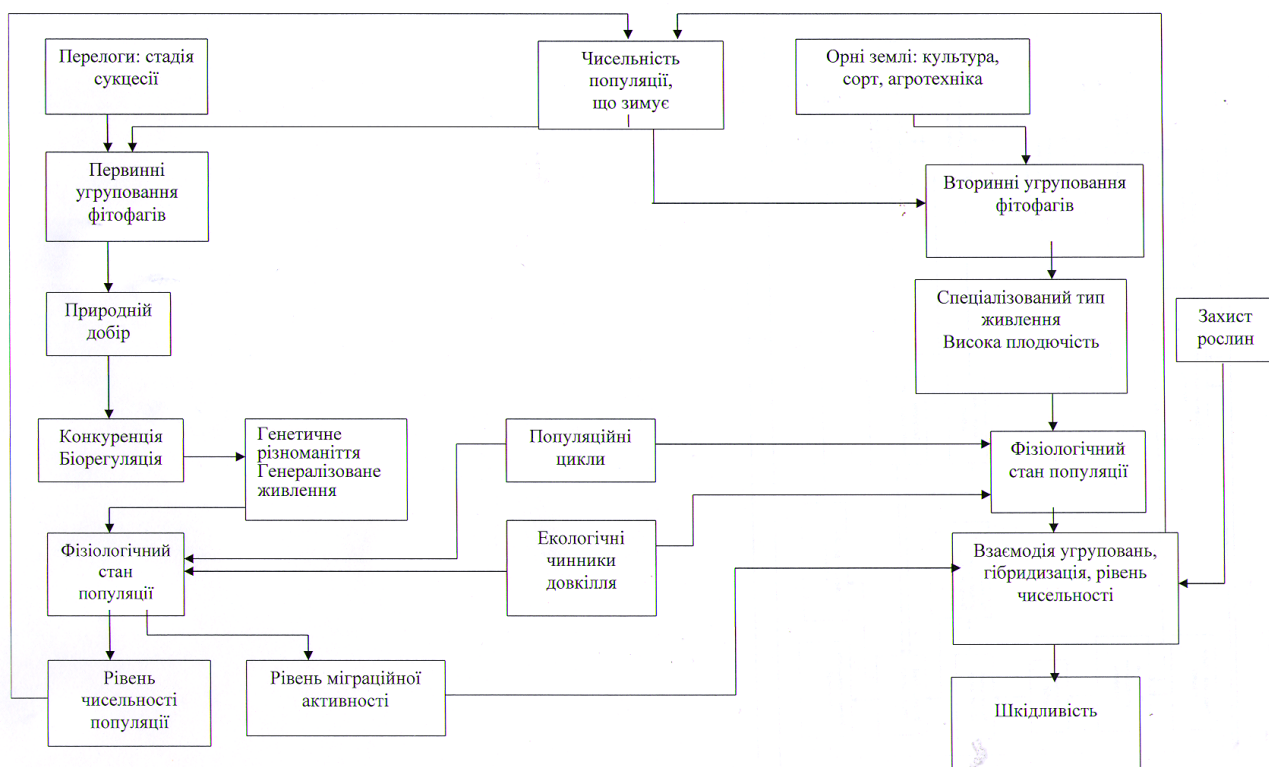 Перелоги: стадія
сукцесії
Чисельність
популяції,
що зимує
Орні землі: культура,
сорт, агротехніка
Первинні
угруповання
фітофагів
Вторинні угруповання
фітофагів
Природній
добір
Спеціалізований тип
живлення
Висока плодючість
Захист
рослин
Конкуренція
Біорегуляція
Генетичне
різноманіття
Генералізоване
живлення
Популяційні
цикли
Фізіологічний
стан популяції
Фізіологічний
стан
популяції
Екологічні
чинники
довкілля
Взаємодія угруповань,
гібридизація, рівень
чисельності
Рівень
чисельності
популяції
Рівень міграційної
активності
Шкідливість